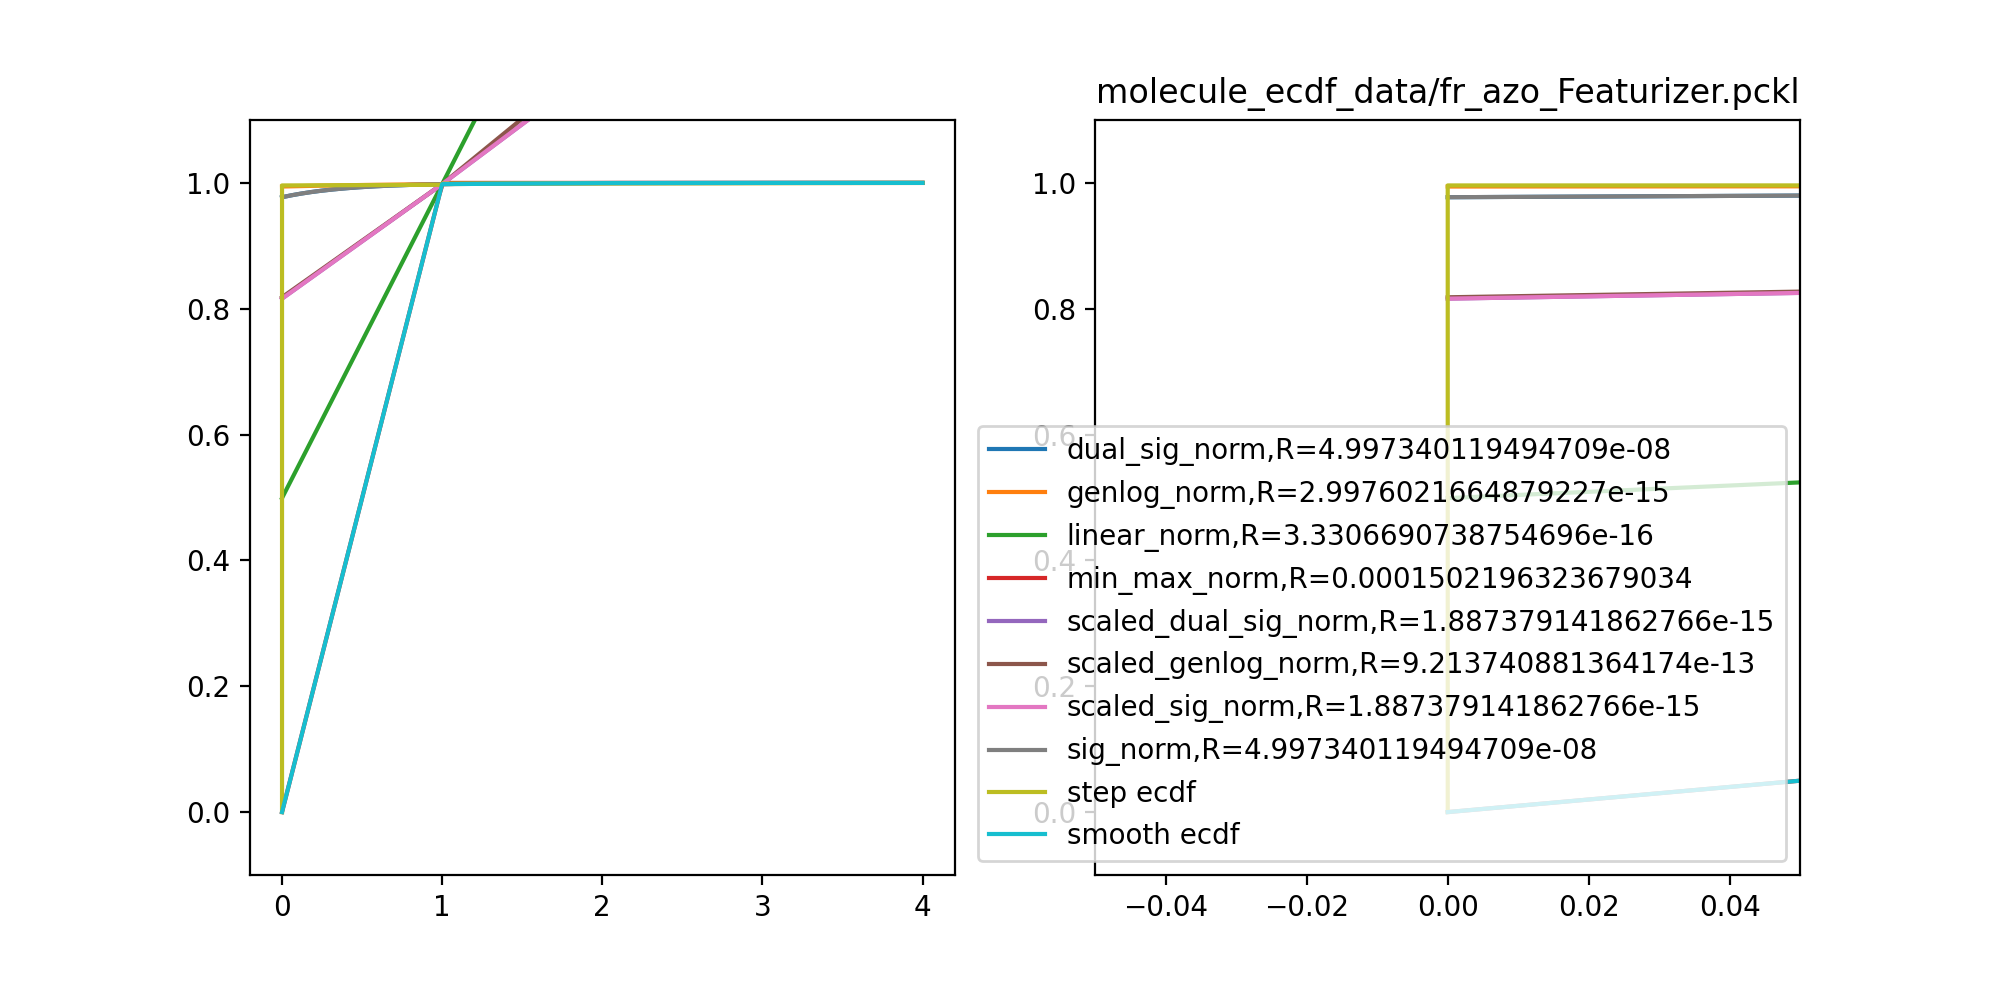 molecule_ecdf_data/fr_azo_Featurizer.pckl
1.0
0.8
0.6
0.4
0.2
0.0
0
1
2
3
4
1.0
0.8
0.6
0.4
0.2
0.0
dual_sig_norm,R=4.997340119494709e-08
genlog_norm,R=2.9976021664879227e-15
linear_norm,R=3.3306690738754696e-16
min_max_norm,R=0.0001502196323679034
scaled_dual_sig_norm,R=1.887379141862766e-15
scaled_genlog_norm,R=9.213740881364174e-13
scaled_sig_norm,R=1.887379141862766e-15
sig_norm,R=4.997340119494709e-08
step ecdf
smooth ecdf
−0.04
−0.02
0.00
0.02
0.04